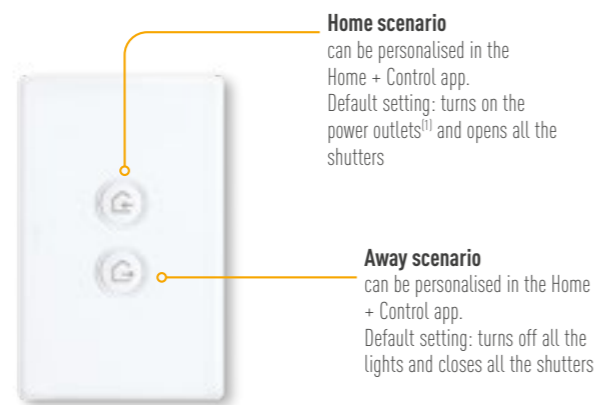 Home scenario
can be personalised in the
Home + Control app.
Default setting: turns on the
power outlets(1) and opens all the
shutters
Away scenario
can be personalised in the Home
+ Control app.
Default setting: turns off all the
lights and closes all the shutters